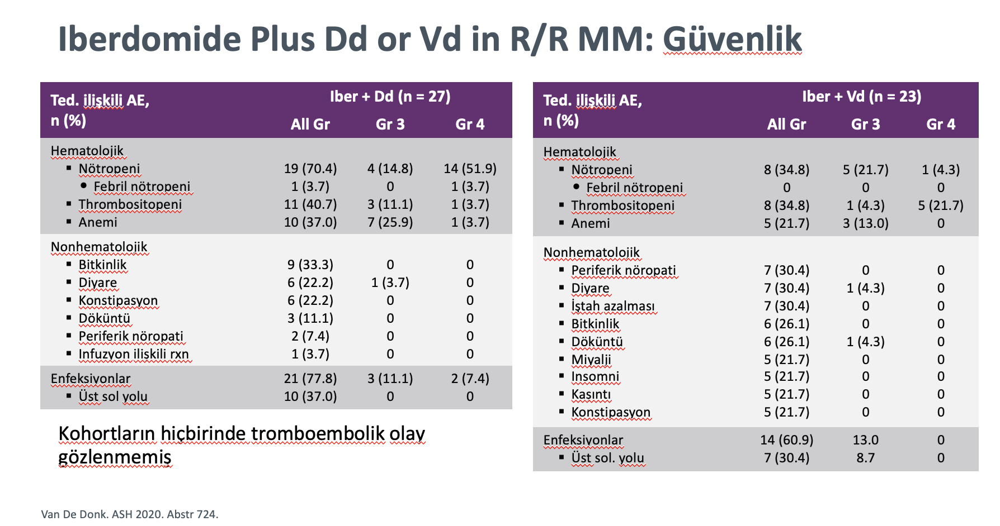 Iberdomide Plus Dd or Vd in R/R MM: Güvenlik
Ted. ilişkili AE,
n (%)
Iber + Dd (n = 27)
All Gr Gr 3 Gr 4
Hematolojik
▪ Nötropeni 19 (70.4) 4 (14.8) 14 (51.9)
• Febril nötropeni 1 (3.7) 0 1 (3.7)
▪ Thrombositopeni 11 (40.7) 3 (11.1) 1 (3.7)
▪ Anemi 10 (37.0) 7 (25.9) 1 (3.7)
Nonhematolojik
▪ Bitkinlik 9 (33.3) 0 0
▪ Diyare 6 (22.2) 1 (3.7) 0
▪ Konstipasyon 6 (22.2) 0 0
▪ Döküntü 3 (11.1) 0 0
▪ Periferik nöropati 2 (7.4) 0 0
▪ Infuzyon ilişkili rxn 1 (3.7) 0 0
Enfeksiyonlar 21 (77.8) 3 (11.1) 2 (7.4)
▪ Üst sol yolu 10 (37.0) 0 0
Kohortların hiçbirinde tromboembolik olay
gözlenmemiş
Ted. ilişkili AE,
n (%)
Iber + Vd (n = 23)
All Gr Gr 3 Gr 4
Hematolojik
▪ Nötropeni 8 (34.8) 5 (21.7) 1 (4.3)
• Febril nötropeni 0 0 0
▪ Thrombositopeni 8 (34.8) 1 (4.3) 5 (21.7)
▪ Anemi 5 (21.7) 3 (13.0) 0
Nonhematolojik
▪ Periferik nöropati 7 (30.4) 0 0
▪ Diyare 7 (30.4) 1 (4.3) 0
▪ İştah azalması 7 (30.4) 0 0
▪ Bitkinlik 6 (26.1) 0 0
▪ Döküntü 6 (26.1) 1 (4.3) 0
▪ Miyalji 5 (21.7) 0 0
▪ Insomni 5 (21.7) 0 0
▪ Kaşıntı 5 (21.7) 0 0
▪ Konstipasyon 5 (21.7) 0 0
Enfeksiyonlar 14 (60.9) 13.0 0
▪ Üst sol. yolu 7 (30.4) 8.7 0
Van De Donk. ASH 2020. Abstr 724.